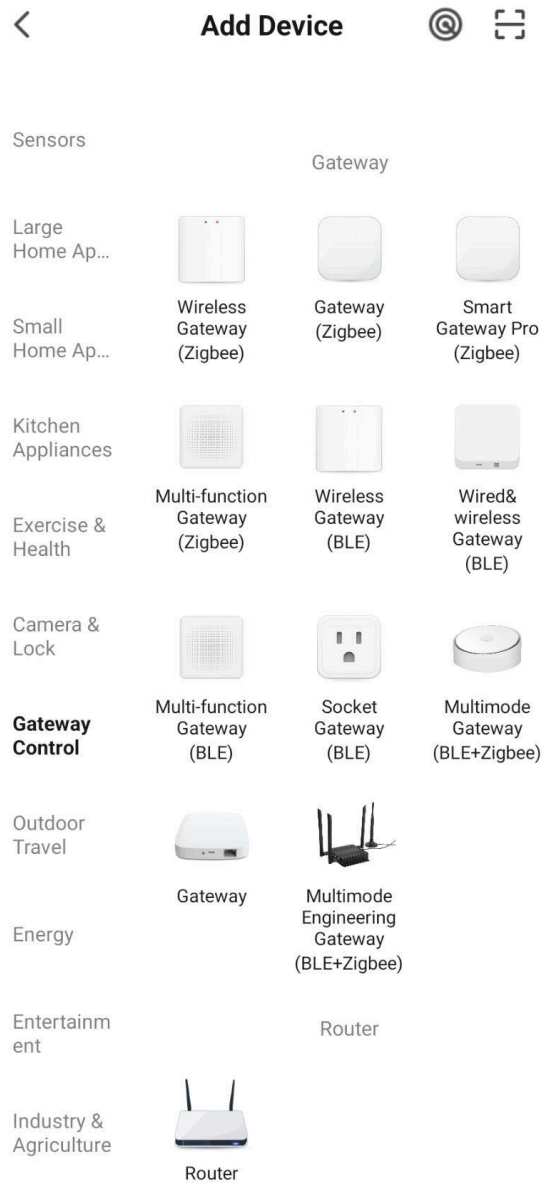 Add Device
Sensors
Large
Home Ap...
Small
Home Ap...
Kitchen
Appliances
Exercise &
Health
Camera &
Lock
Gateway
Control
Outdoor
Travel
Energy
Entertainm
ent
Industry &
Agriculture
Gateway
Wireless
Gateway
(Zigbee)
Gateway
(Zigbee)
Smart
Gateway Pro
(Zigbee)
Multi-function
Gateway
(Zigbee)
Wireless
Gateway
(BLE)
Wired&
wireless
Gateway
(BLE)
Multi-function
Gateway
(BLE)
Socket
Gateway
(BLE)
Multimode
Gateway
(BLE+Zigbee)
Gateway
Multimode
Engineering
Gateway
(BLE+Zigbee)
Router
Router